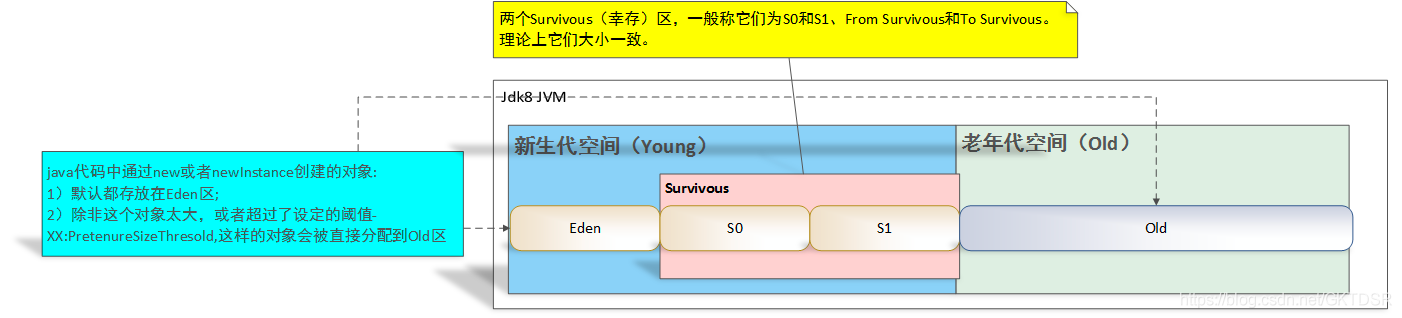 两个Survivous（幸存）区，一般称它们为S0和S1、From Survivous和To Survivous。
理论上它们大小一致。
Jdk8 JVM
新生代空间（Young）
老年代空间（Old）
java代码中通过new或者newInstance创建的对象:
1）默认都存放在Eden区;
2）除非这个对象太大，或者超过了设定的阈值-
XX:PretenureSizeThresold,这样的对象会被直接分配到Old区
Survivous
Eden
S0
S1
Old
https://blog.csdn.net/GKTDSR